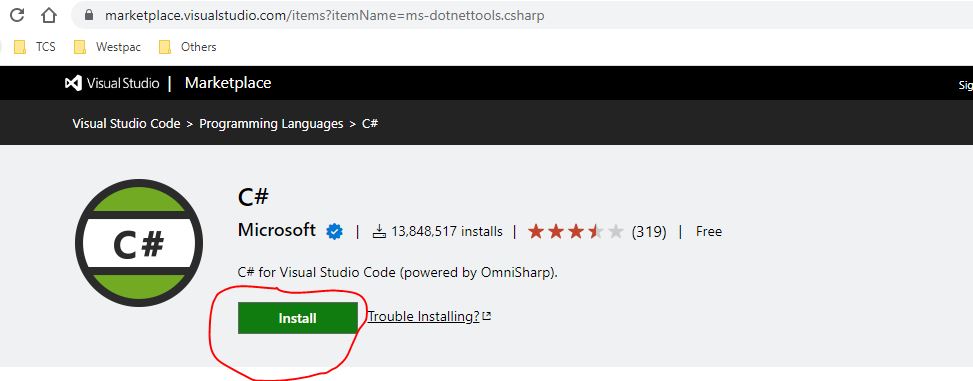 marketplace.visualstudio.com/items?itemName=ms-dotnettools.csharp
TCS Westpac Others
Visual Studio | Marketplace
Sig
Visual Studio Code > Programming Languages > C#
C#
C#
Microsoft | 13,848,517 installs | (319) | Free
C# for Visual Studio Code (powered by OmniSharp).
Install Trouble Installing?